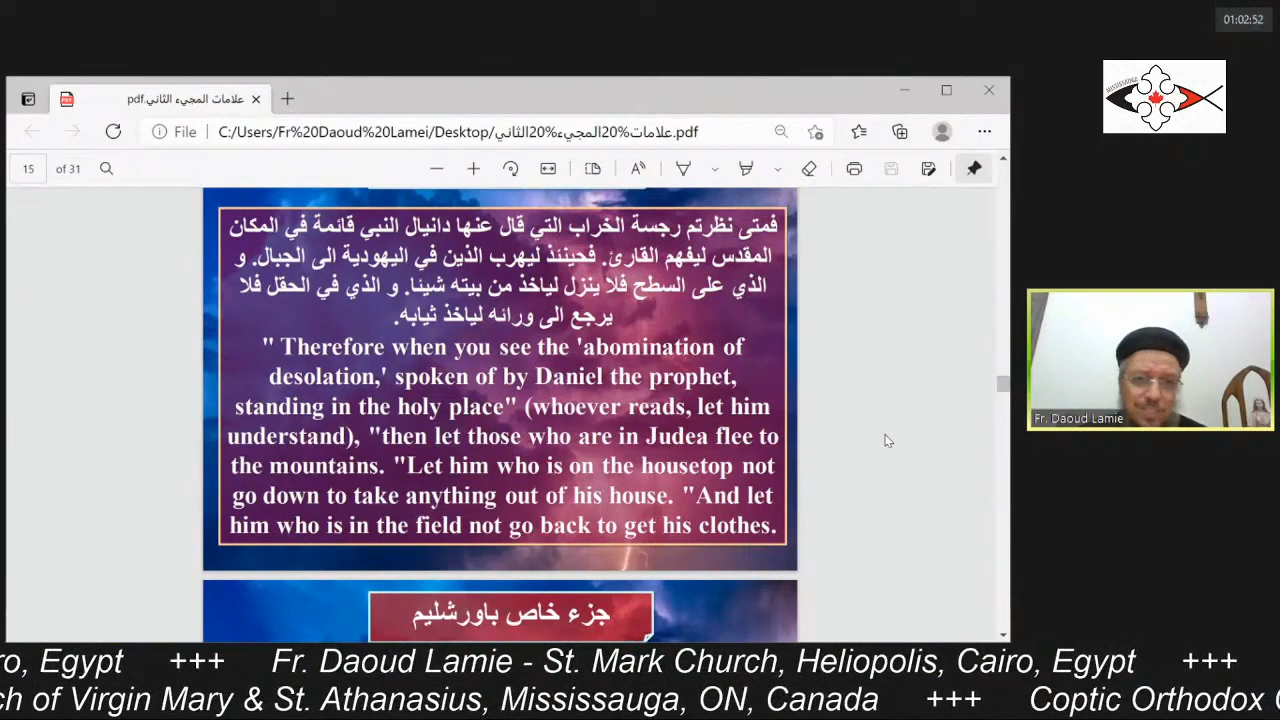 01:02:52
MISSISSAUGA
علامات المجيء الثاني.pdf
File C:/Users/Fr%20Daoud%20Lamei/Desktop/علامات%20المجيء%20الثاني.pdf
15 of 31
فمتى نظرتم رجسة الخراب التي قال عنها دانيال النبي قائمة في المكان
المقدس ليفهم القارئ. فحينئذ ليهرب الذين في اليهودية الى الجبال. و
الذي على السطح فلا ينزل لياخذ من بيته شيئا. و الذي في الحقل فلا
يرجع الى ورائه لياخذ ثيابه.
" Therefore when you see the 'abomination of
desolation,' spoken of by Daniel the prophet,
standing in the holy place" (whoever reads, let him
understand), "then let those who are in Judea flee to
the mountains. "Let him who is on the housetop not
go down to take anything out of his house. "And let
him who is in the field not go back to get his clothes.
جزء خاص باورشليم
Fr. Daoud Lamie
ro, Egypt +++ Fr. Daoud Lamie - St. Mark Church, Heliopolis, Cairo, Egypt +++
ch of Virgin Mary & St. Athanasius, Mississauga, ON, Canada +++ Coptic Orthodox